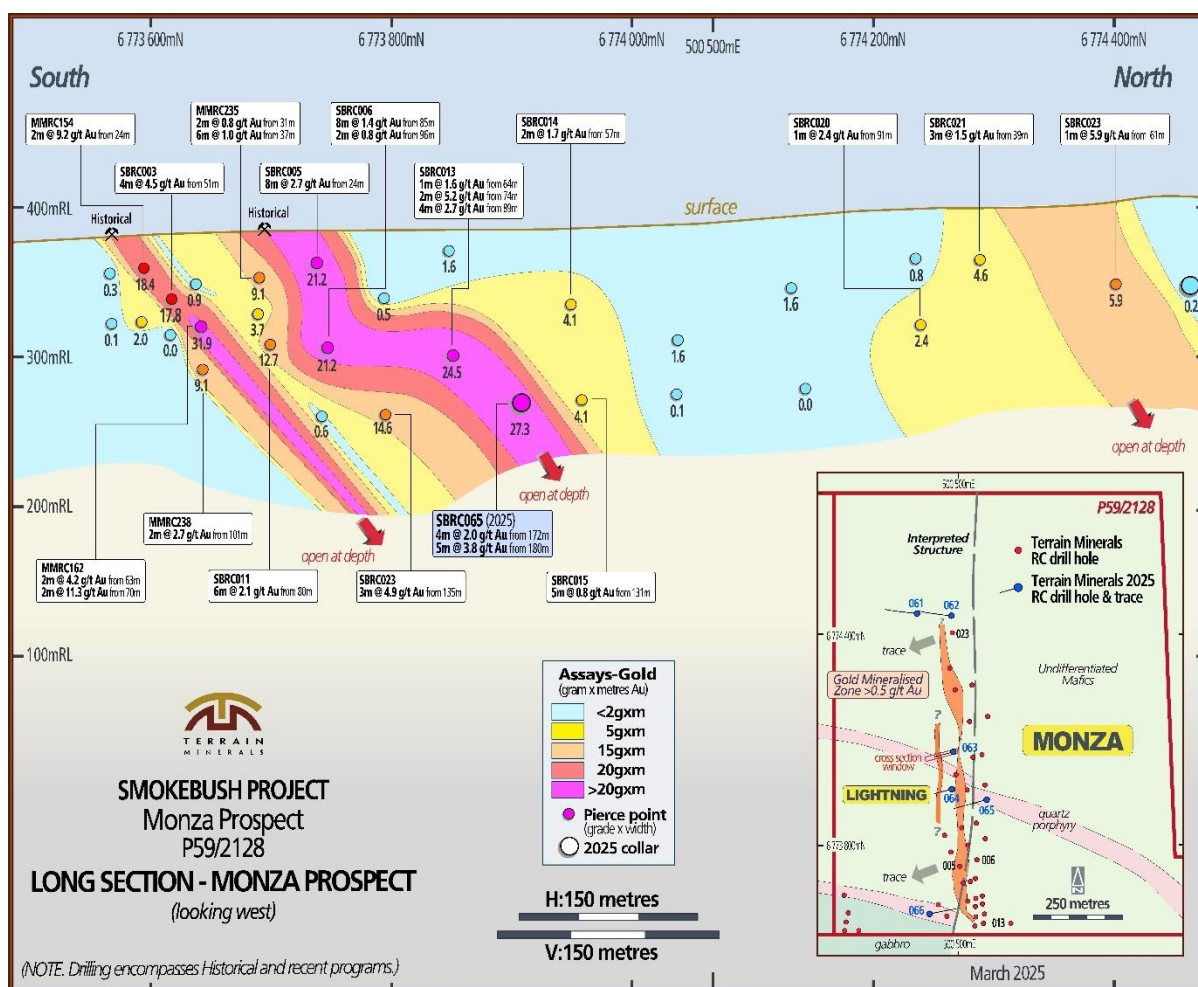 6 773 600mN
6 773 800mN
6 774 000mN
500 500mE
6 774 200mN
6 774 400mN
South
North
MMRC154
2m @ 9.2 g/t Au from 24m
MMRC235
2m @ 0.8 g/t Au from 31m
6m @ 1.0 g/t Au from 37m
SBRC006
8m @ 1.4 g/t Au from 85m
2m @ 0.8 g/t Au from 96m
SBRC014
2m @ 1.7 g/t Au from 57m
SBRC020
1m @ 2.4 g/t Au from 91m
SBRC021
3m @ 1.5 g/t Au from 39m
SBRC023
1m @ 5.9 g/t Au from 61m
SBRC003
4m @ 4.5 g/t Au from 51m
SBRC005
8m @ 2.7 g/t Au from 24m
SBRC013
1m @ 1.6 g/t Au from 64m
2m @ 5.2 g/t Au from 74m
4m @ 2.7 g/t Au from 89m
400mRL
400mRL
Historical
Historical
surface
1.6
0.3
18.4
0.9
9.1
21.2
0.5
4.1
1.6
0.8
4.6
5.9
0.2
17.8
0.1
2.0
0.0
31.9
3.7
12.7
21.2
24.5
1.6
2.4
300mRL
300mRL
9.1
0.6
14.6
27.3
4.1
0.1
0.0
open at depth
open at depth
open at depth
200mRL
MMRC238
2m @ 2.7 g/t Au from 101m
SBRC065 (2025)
4m @ 2.0 g/t Au from 172m
5m @ 3.8 g/t Au from 180m
MMRC162
2m @ 4.2 g/t Au from 63m
2m @ 11.3 g/t Au from 70m
SBRC011
6m @ 2.1 g/t Au from 80m
SBRC023
3m @ 4.9 g/t Au from 135m
SBRC015
5m @ 0.8 g/t Au from 131m
100mRL
TERRAIN
MINERALS
SMOKEBUSH PROJECT
Monza Prospect
P59/2128
LONG SECTION - MONZA PROSPECT
(looking west)
(NOTE. Drilling encompasses Historical and recent programs.)
Assays-Gold
(gram x metres Au)
<2gxm
5gxm
15gxm
20gxm
>20gxm
Pierce point
(grade x width)
2025 collar
H:150 metres
V:150 metres
500 500mE
P59/2128
Interpreted
Structure
Terrain Minerals
RC drill hole
Terrain Minerals 2025
RC drill hole & trace
061
062
6 774 400mN
?
023
trace
Undifferentiated
Mafics
Gold Mineralised
Zone >0.5 g/t Au
?
MONZA
063
cross section
window
LIGHTNING
064
065
quartz
porphyry
?
6 773 800mN
005
006
trace
N
250 metres
066
013
gabbro
500 500mE
March 2025